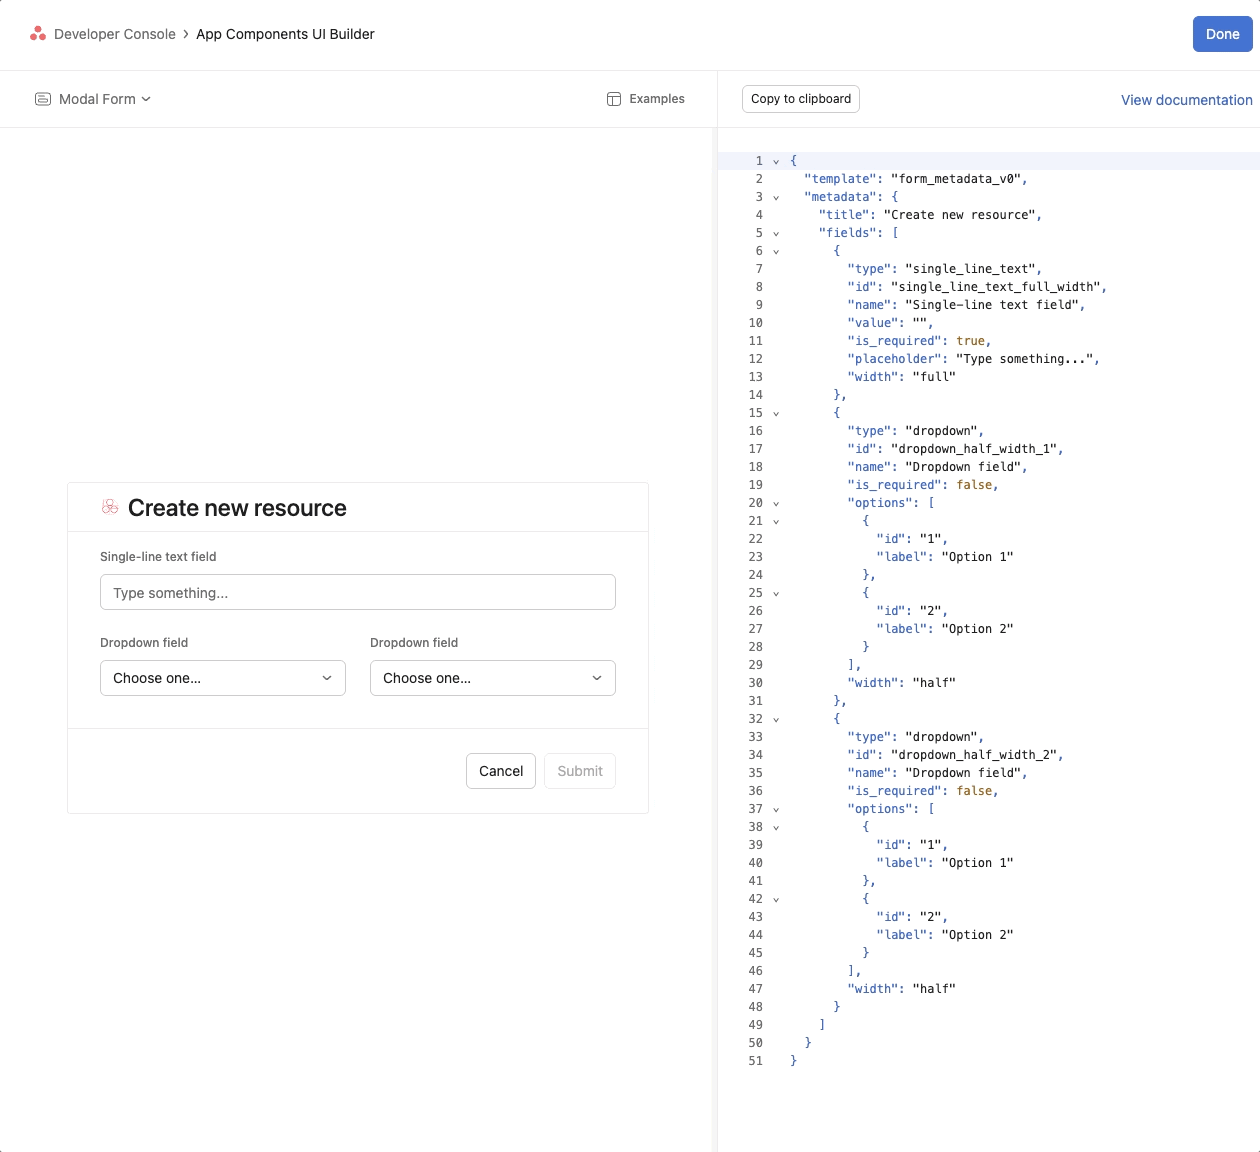 Developer Console › App Components UI Builder
Done
Modal Form
Examples
Copy to clipboard
View documentation
Create new resource
Single-line text field
Type something...
Dropdown field
Dropdown field
Choose one...
Choose one...
Cancel
Submit
1 {
2 "template": "form_metadata_v0",
3 "metadata": {
4 "title": "Create new resource",
5 "fields": [
6 {
7 "type": "single_line_text",
8 "id": "single_line_text_full_width",
9 "name": "Single-line text field",
10 "value": "",
11 "is_required": true,
12 "placeholder": "Type something...",
13 "width": "full"
14 },
15 {
16 "type": "dropdown",
17 "id": "dropdown_half_width_1",
18 "name": "Dropdown field",
19 "is_required": false,
20 "options": [
21 {
22 "id": "1",
23 "label": "Option 1"
24 },
25 {
26 "id": "2",
27 "label": "Option 2"
28 }
29 ],
30 "width": "half"
31 },
32 {
33 "type": "dropdown",
34 "id": "dropdown_half_width_2",
35 "name": "Dropdown field",
36 "is_required": false,
37 "options": [
38 {
39 "id": "1",
40 "label": "Option 1"
41 },
42 {
43 "id": "2",
44 "label": "Option 2"
45 }
46 ],
47 "width": "half"
48 }
49 ]
50 }
51 }